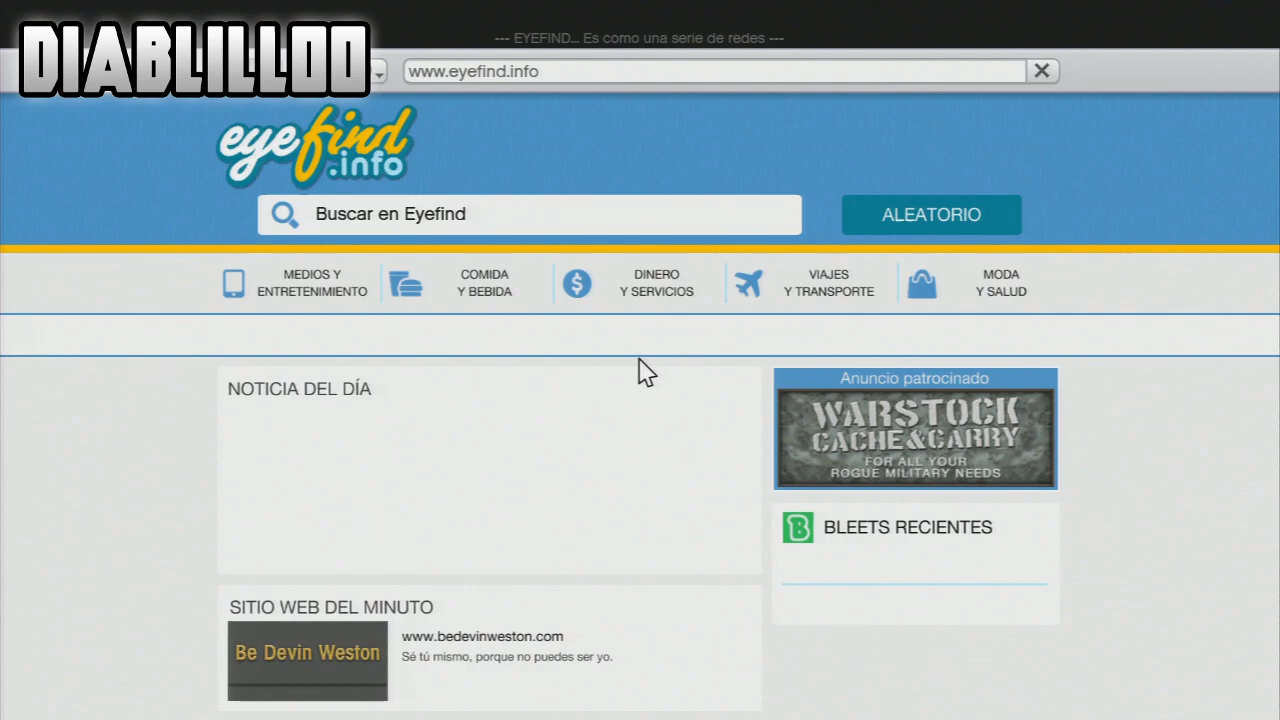 DIABLILLOO
--- EYEFIND... Es como una serie de redes ---
www.eyefind.info
eyefind
.info
Buscar en Eyefind
ALEATORIO
MEDIOS Y
ENTRETENIMIENTO
COMIDA
Y BEBIDA
DINERO
Y SERVICIOS
VIAJES
Y TRANSPORTE
MODA
Y SALUD
NOTICIA DEL DÍA
Anuncio patrocinado
WARSTOCK
CACHE&CARRY
FOR ALL YOUR
ROGUE MILITARY NEEDS
B
BLEETS RECIENTES
SITIO WEB DEL MINUTO
Be Devin Weston
www.bedevinweston.com
Sé tú mismo, porque no puedes ser yo.